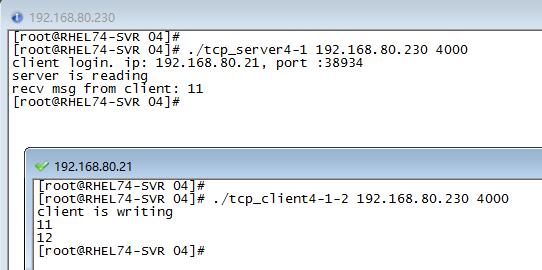 192.168.80.230
[root@RHEL74-SVR 04]#
[root@RHEL74-SVR 04]# ./tcp_server4-1 192.168.80.230 4000
client login. ip: 192.168.80.21, port :38934
server is reading
recv msg from client: 11
[root@RHEL74-SVR 04]#
192.168.80.21
[root@RHEL74-SVR 04]#
[root@RHEL74-SVR 04]# ./tcp_client4-1-2 192.168.80.230 4000
client is writing
11
12
[root@RHEL74-SVR 04]#